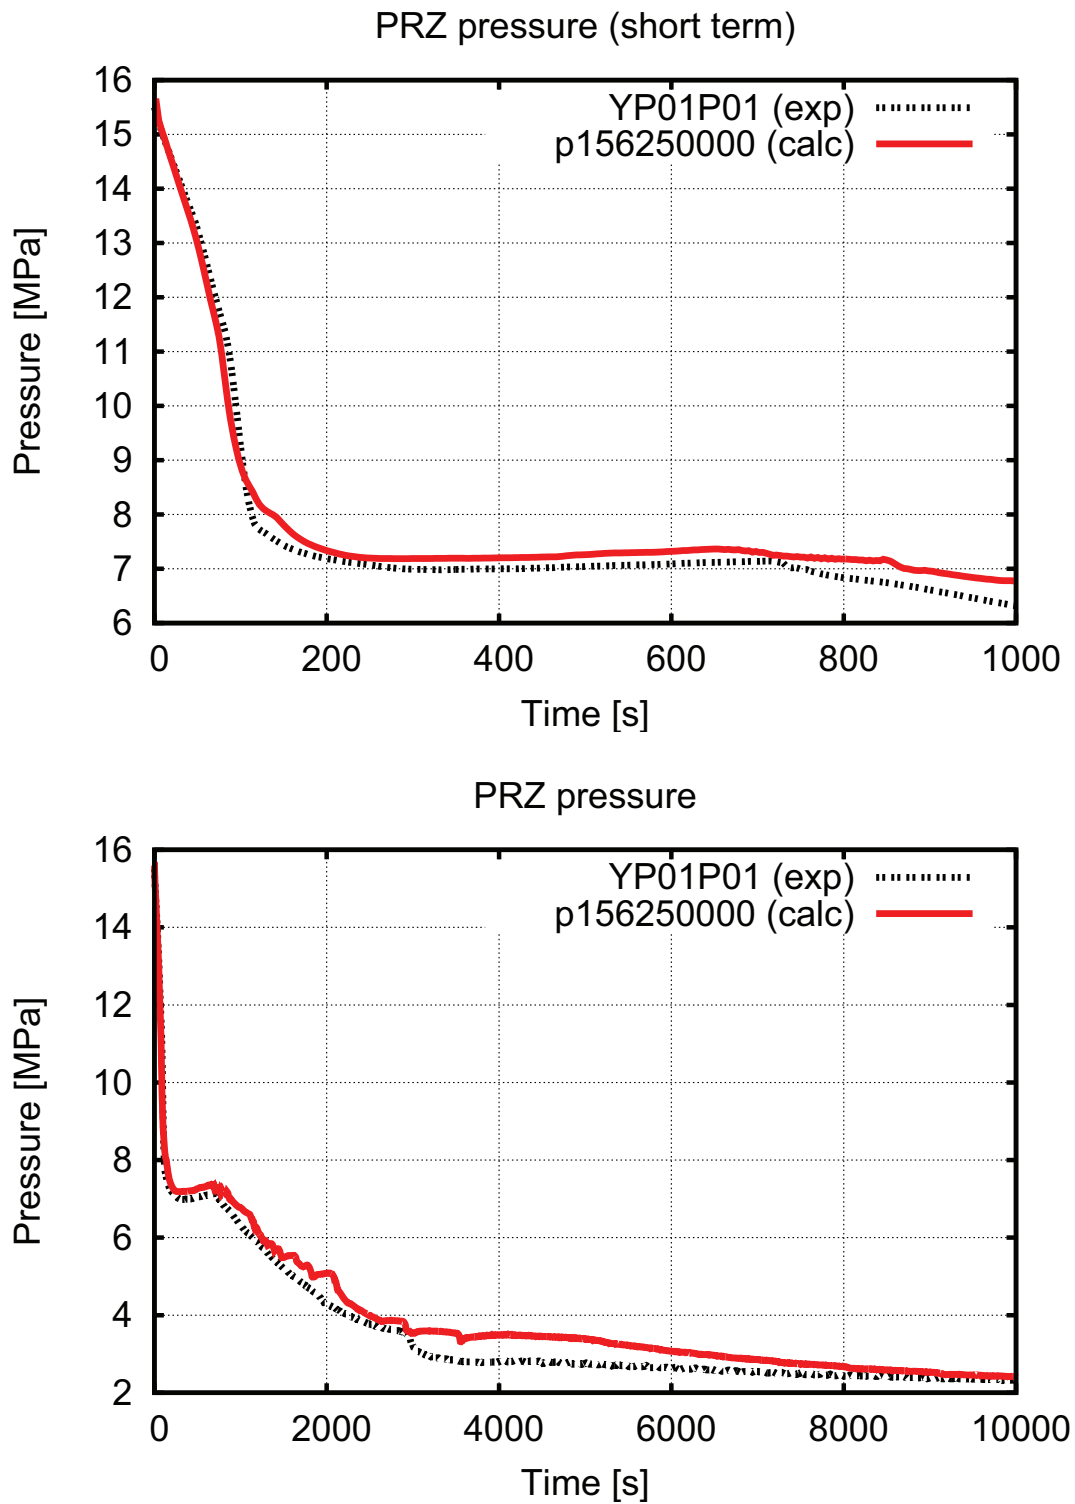 PRZ pressure (short term)
16
15
14
13
12
11
10
9
8
7
6
Pressure [MPa]
YP01P01 (exp)
p156250000 (calc)
0 200 400 600 800 1000
Time [s]
PRZ pressure
16
14
12
10
8
6
4
2
Pressure [MPa]
YP01P01 (exp)
p156250000 (calc)
0 2000 4000 6000 8000 10000
Time [s]